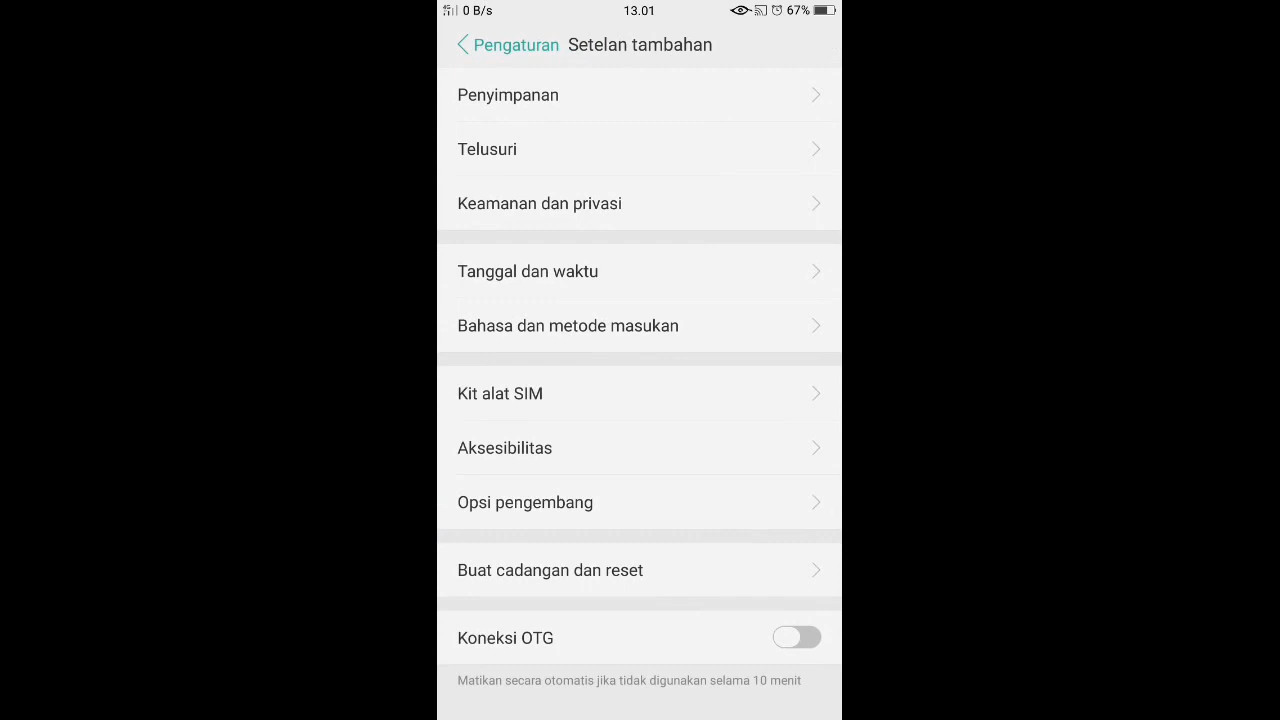 0 B/s 13.01 67%
Pengaturan Setelan tambahan
Penyimpanan
Telusuri
Keamanan dan privasi
Tanggal dan waktu
Bahasa dan metode masukan
Kit alat SIM
Aksesibilitas
Opsi pengembang
Buat cadangan dan reset
Koneksi OTG
Matikan secara otomatis jika tidak digunakan selama 10 menit